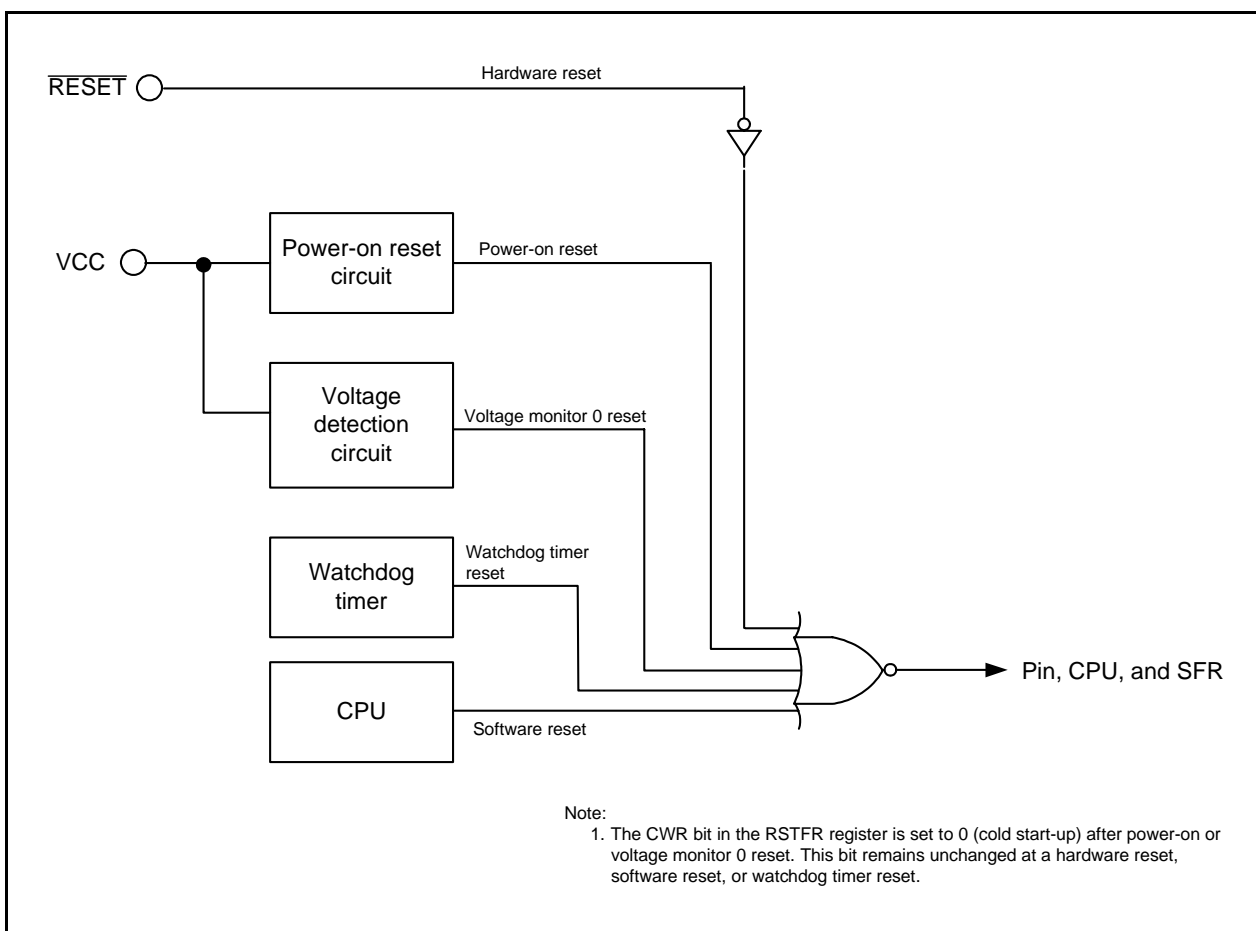 Hardware reset
RESET
Power-on reset
circuit
Power-on reset
VCC
Voltage
detection
circuit
Voltage monitor 0 reset
Watchdog
timer
Watchdog timer
reset
CPU
Software reset
Pin, CPU, and SFR
Note:
1. The CWR bit in the RSTFR register is set to 0 (cold start-up) after power-on or
voltage monitor 0 reset. This bit remains unchanged at a hardware reset,
software reset, or watchdog timer reset.